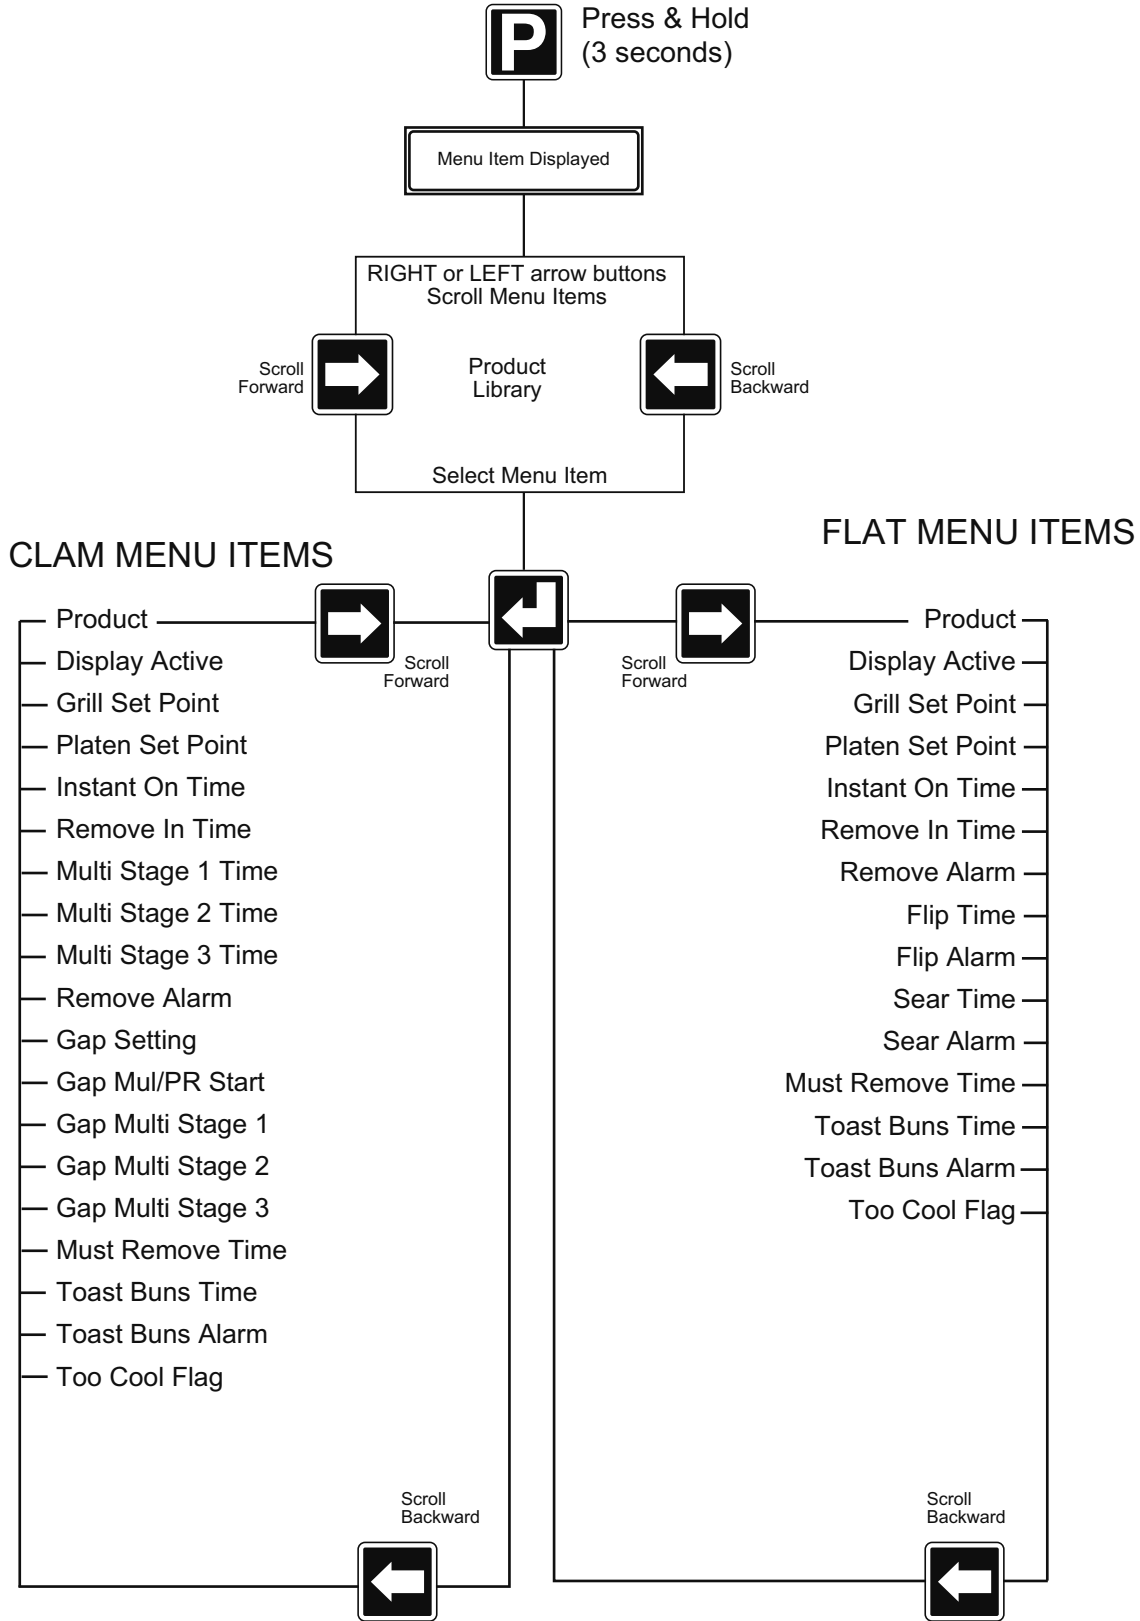 P
Press & Hold
(3 seconds)
Menu Item Displayed
RIGHT or LEFT arrow buttons
Scroll Menu Items
Scroll
Forward
Product
Library
Scroll
Backward
Select Menu Item
CLAM MENU ITEMS
FLAT MENU ITEMS
Scroll
Forward
Scroll
Forward
Product
Display Active
Grill Set Point
Platen Set Point
Instant On Time
Remove In Time
Multi Stage 1 Time
Multi Stage 2 Time
Multi Stage 3 Time
Remove Alarm
Gap Setting
Gap Mul/PR Start
Gap Multi Stage 1
Gap Multi Stage 2
Gap Multi Stage 3
Must Remove Time
Toast Buns Time
Toast Buns Alarm
Too Cool Flag
Scroll
Backward
Product
Display Active
Grill Set Point
Platen Set Point
Instant On Time
Remove In Time
Remove Alarm
Flip Time
Flip Alarm
Sear Time
Sear Alarm
Must Remove Time
Toast Buns Time
Toast Buns Alarm
Too Cool Flag
Scroll
Backward